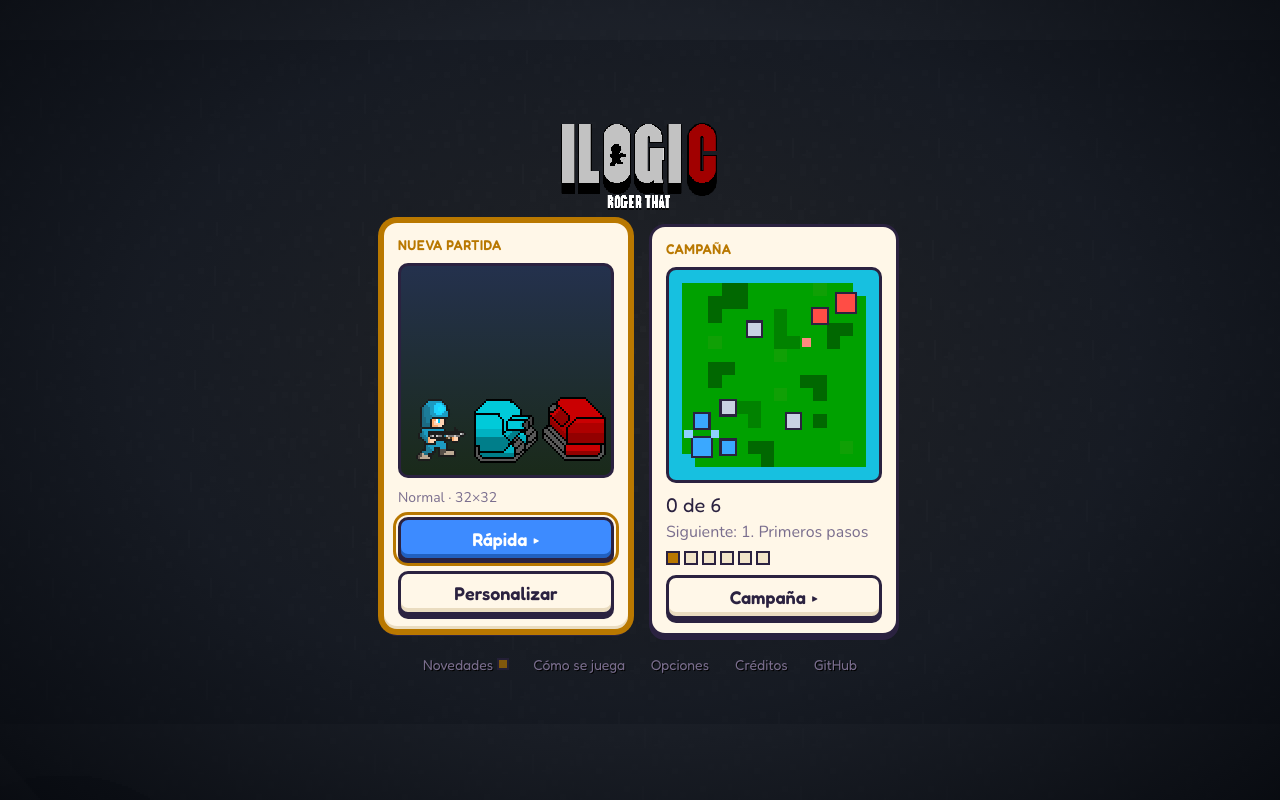 ILOGIC
ROGER THAT
NUEVA PARTIDA
Normal · 32×32
Rápida ▸
Personalizar
CAMPAÑA
0 de 6
Siguiente: 1. Primeros pasos
Campaña ▸
Novedades
Cómo se juega
Opciones
Créditos
GitHub